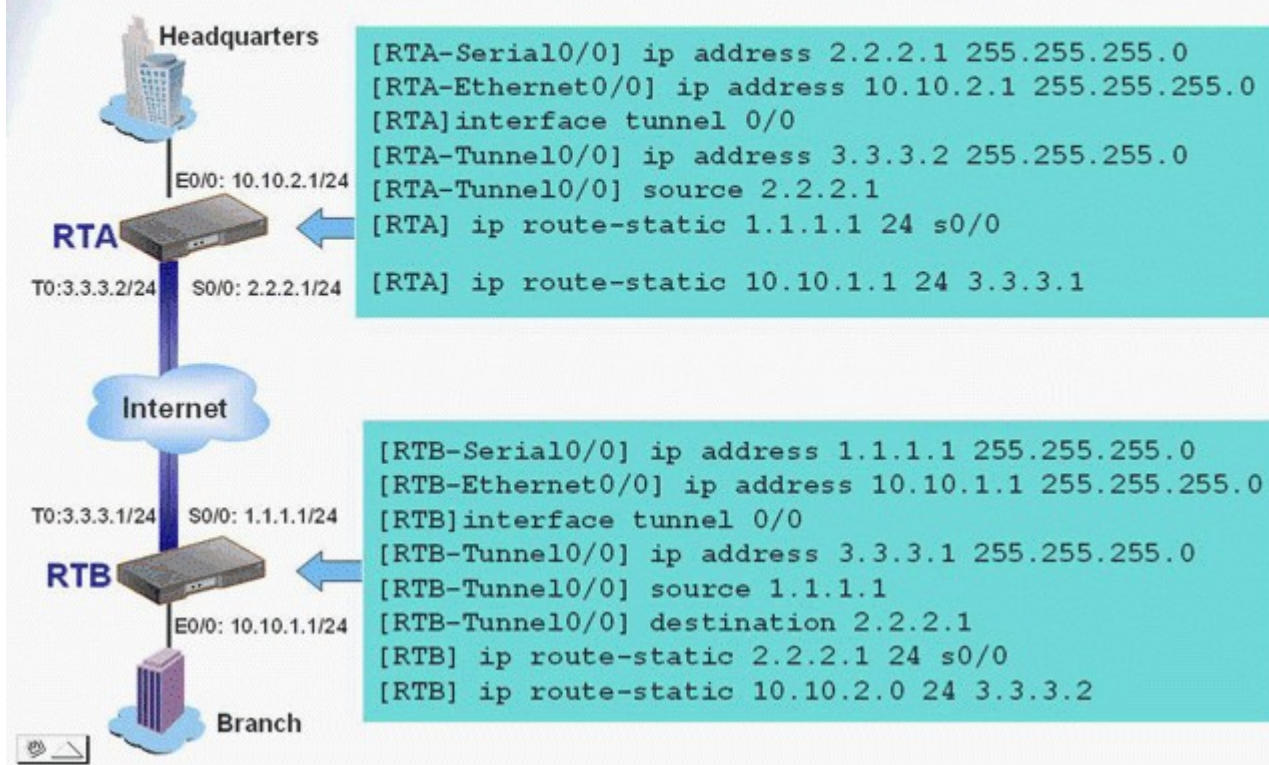 Headquarters
E0/0: 10.10.2.1/24
RTA
T0:3.3.3.2/24
S0/0: 2.2.2.1/24
[RTA-Serial0/0] ip address 2.2.2.1 255.255.255.0
[RTA-Ethernet0/0] ip address 10.10.2.1 255.255.255.0
[RTA]interface tunnel 0/0
[RTA-Tunnel0/0] ip address 3.3.3.2 255.255.255.0
[RTA-Tunnel0/0] source 2.2.2.1
[RTA] ip route-static 1.1.1.1 24 s0/0
[RTA] ip route-static 10.10.1.1 24 3.3.3.1
Internet
T0:3.3.3.1/24
S0/0: 1.1.1.1/24
RTB
E0/0: 10.10.1.1/24
Branch
[RTB-Serial0/0] ip address 1.1.1.1 255.255.255.0
[RTB-Ethernet0/0] ip address 10.10.1.1 255.255.255.0
[RTB]interface tunnel 0/0
[RTB-Tunnel0/0] ip address 3.3.3.1 255.255.255.0
[RTB-Tunnel0/0] source 1.1.1.1
[RTB-Tunnel0/0] destination 2.2.2.1
[RTB] ip route-static 2.2.2.1 24 s0/0
[RTB] ip route-static 10.10.2.0 24 3.3.3.2